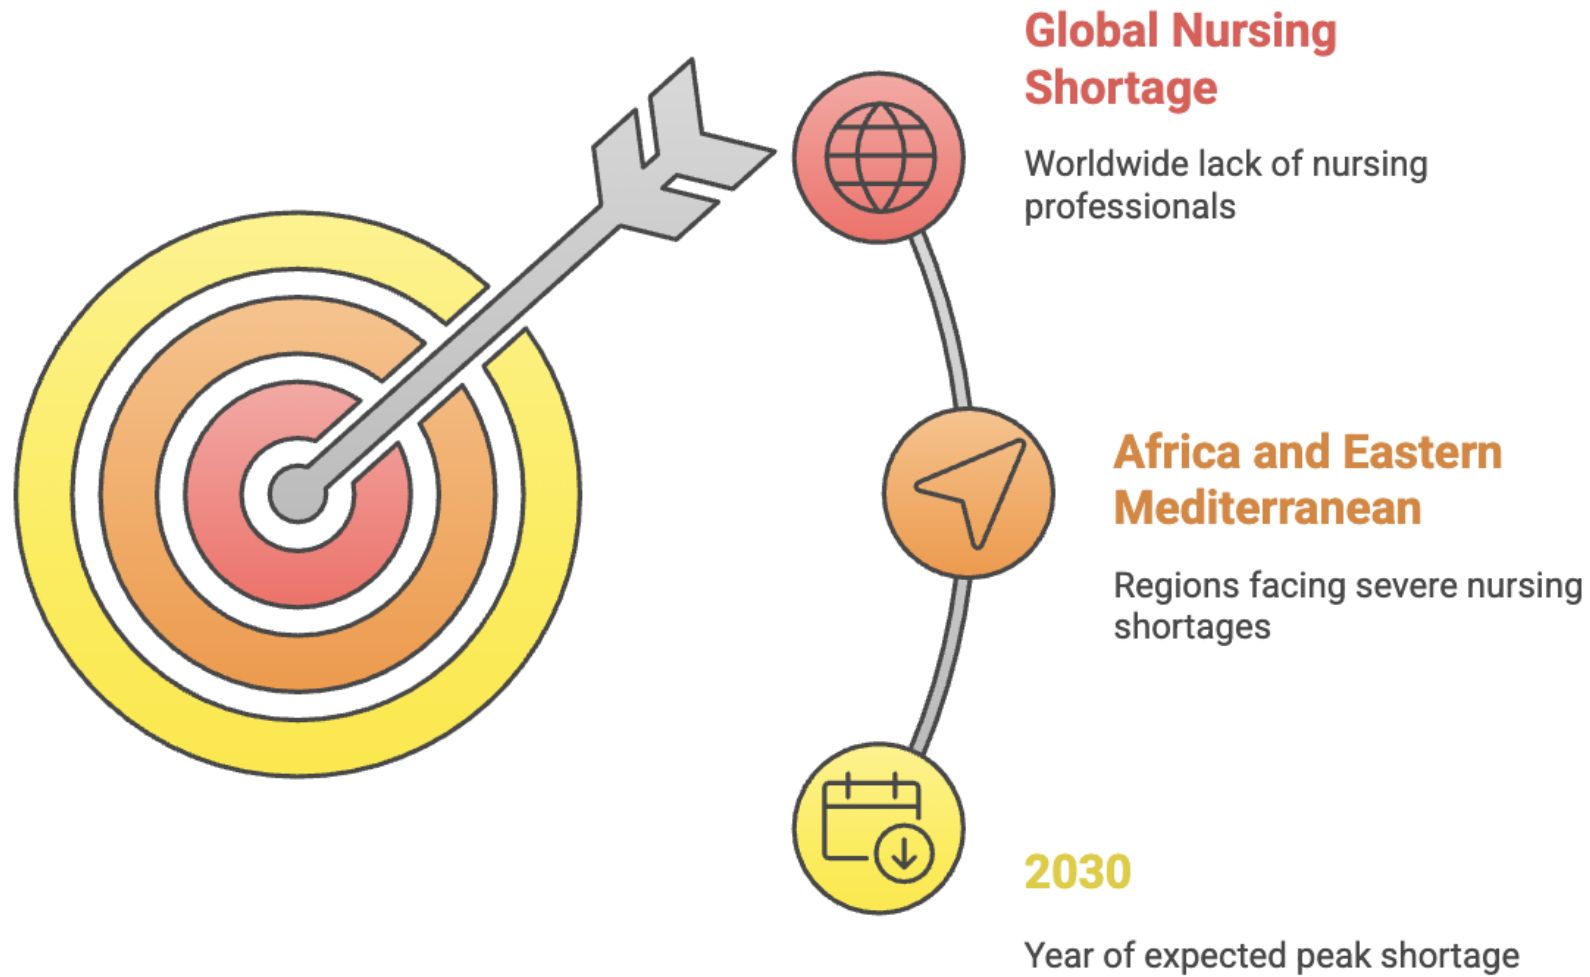 Global Nursing
Shortage
Worldwide lack of nursing
professionals
Africa and Eastern
Mediterranean
Regions facing severe nursing
shortages
2030
Year of expected peak shortage